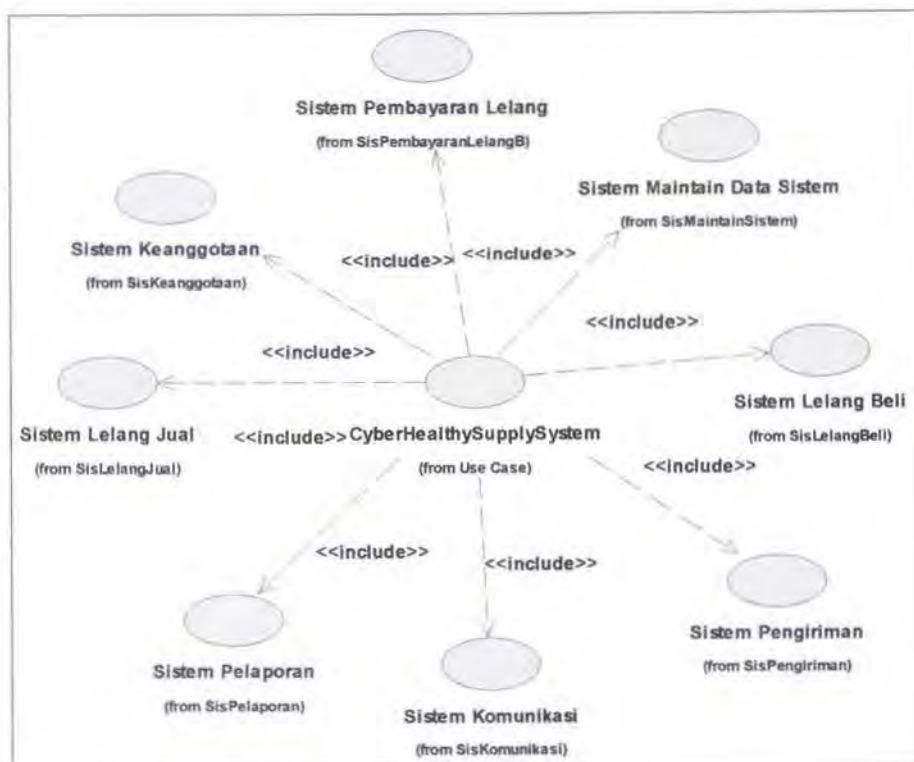 Sistem Pembayaran Lelang
(from SisPembayaranLelangB)
Sistem Maintain Data Sistem
(from SisMaintainSistem)
Sistem Keanggotaan
(from SisKeanggotaan)
<<include>>
<<include>>
<<include>>
<<include>>
Sistem Lelang Beli
(from SisLelangBeli)
Sistem Lelang Jual
(from SisLelangJual)
<<include>>
CyberHealthySupplySystem
(from Use Case)
<<include>>
<<include>>
<<include>>
Sistem Pengiriman
(from SisPengiriman)
Sistem Pelaporan
(from SisPelaporan)
Sistem Komunikasi
(from SisKomunikasi)